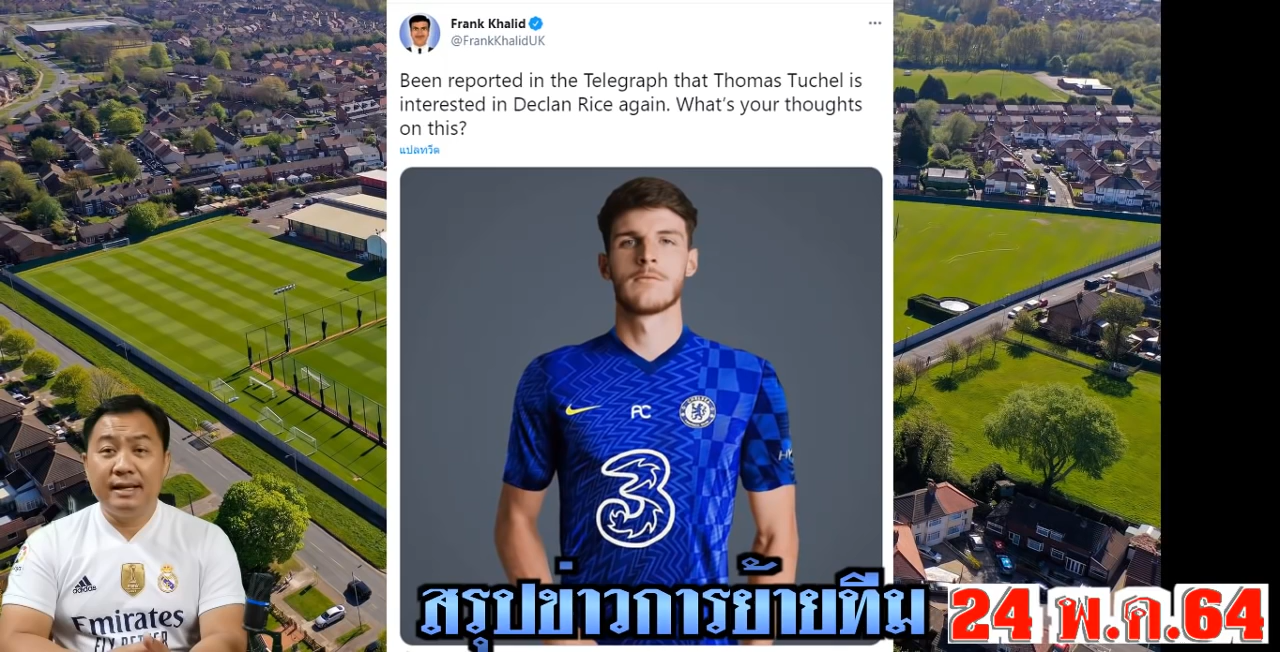 Frank Khalid
@FrankKhalidUK
Been reported in the Telegraph that Thomas Tuchel is
interested in Declan Rice again. What's your thoughts
on this?
แปลทวีต
3
Emirates
FLY BETTER
สรุปข่าวการย้ายทีม 24 พ.ค.64